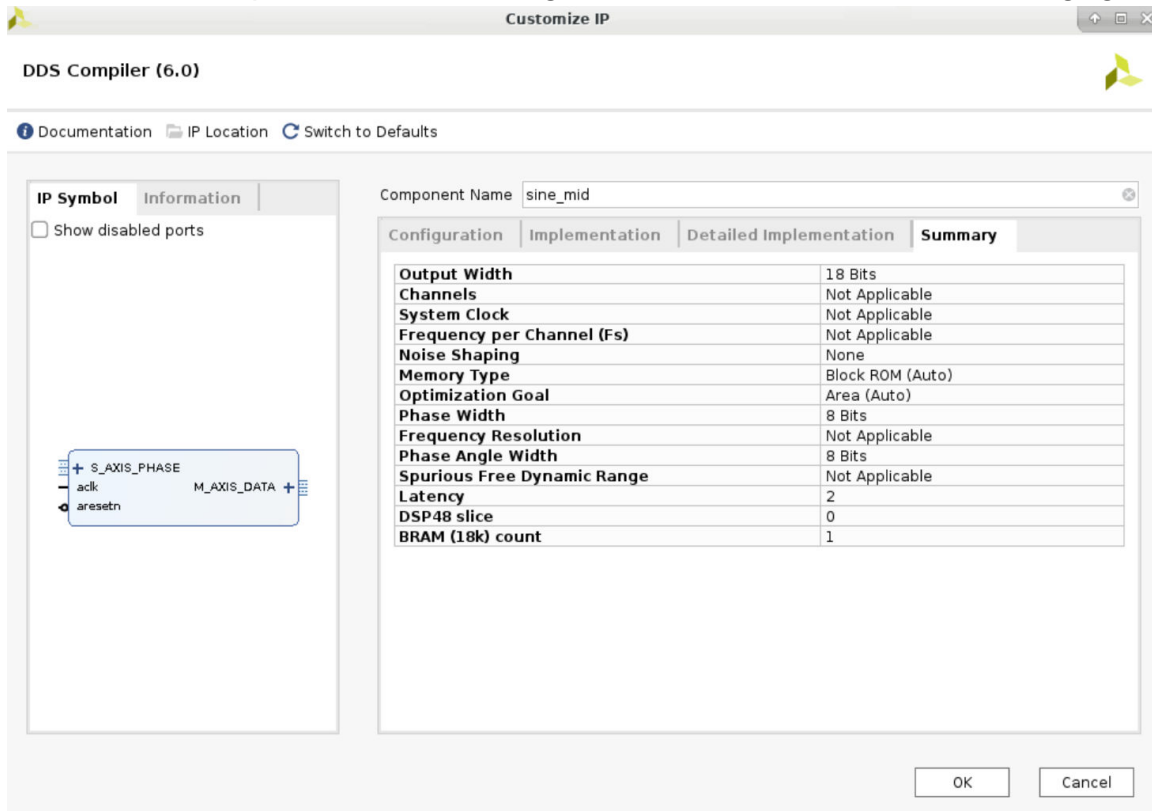 Customize IP
DDS Compiler (6.0)
Documentation IP Location Switch to Defaults
IP Symbol Information
Show disabled ports
+ S_AXIS_PHASE
aclk M_AXIS_DATA +
aresetn
Component Name sine_mid
Configuration Implementation Detailed Implementation Summary
Output Width 18 Bits
Channels Not Applicable
System Clock Not Applicable
Frequency per Channel (Fs) Not Applicable
Noise Shaping None
Memory Type Block ROM (Auto)
Optimization Goal Area (Auto)
Phase Width 8 Bits
Frequency Resolution Not Applicable
Phase Angle Width 8 Bits
Spurious Free Dynamic Range Not Applicable
Latency 2
DSP48 slice 0
BRAM (18k) count 1
OK Cancel